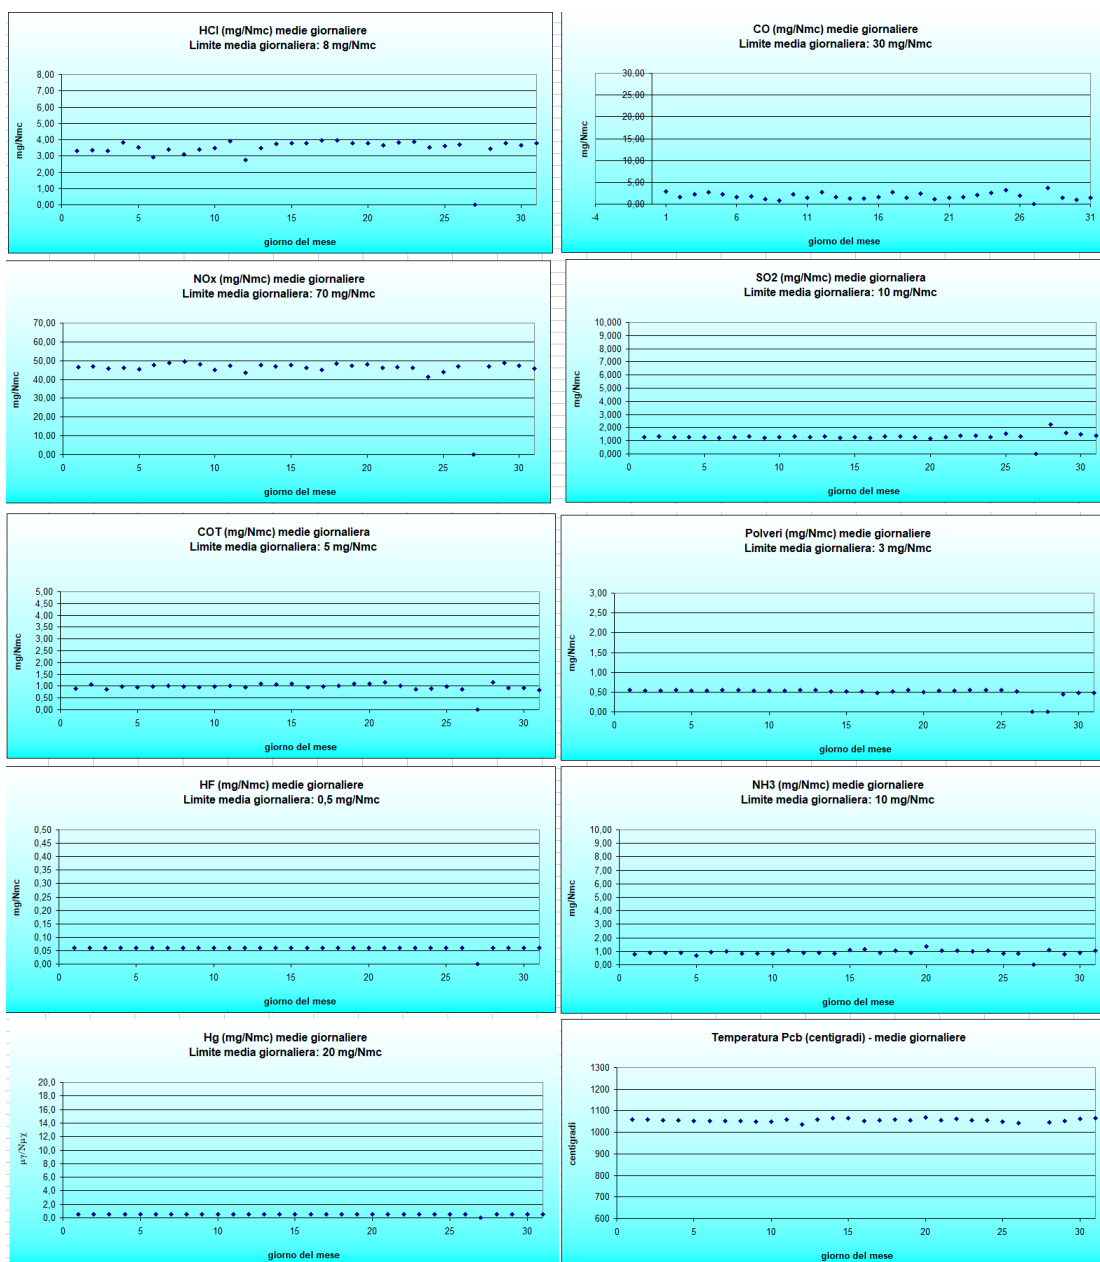 HCl (mg/Nmc) medie giornaliere
Limite media giornaliera: 8 mg/Nmc
mg/Nmc
8,00
7,00
6,00
5,00
4,00
3,00
2,00
1,00
0,00
0 5 10 15 20 25 30
giorno del mese
CO (mg/Nmc) medie giornaliere
Limite media giornaliera: 30 mg/Nmc
mg/Nmc
30,00
25,00
20,00
15,00
10,00
5,00
0,00
-4 1 6 11 16 21 26 31
giorno del mese
NOx (mg/Nmc) medie giornaliere
Limite media giornaliera: 70 mg/Nmc
mg/Nmc
70,00
60,00
50,00
40,00
30,00
20,00
10,00
0,00
0 5 10 15 20 25 30
giorno del mese
SO2 (mg/Nmc) medie giornaliera
Limite media giornaliera: 10 mg/Nmc
mg/Nmc
10,000
9,000
8,000
7,000
6,000
5,000
4,000
3,000
2,000
1,000
0,000
0 5 10 15 20 25 30
giorno del mese
COT (mg/Nmc) medie giornaliera
Limite media giornaliera: 5 mg/Nmc
mg/Nmc
5,00
4,50
4,00
3,50
3,00
2,50
2,00
1,50
1,00
0,50
0,00
0 5 10 15 20 25 30
giorno del mese
Polveri (mg/Nmc) medie giornaliere
Limite media giornaliera: 3 mg/Nmc
mg/Nmc
3,00
2,50
2,00
1,50
1,00
0,50
0,00
0 5 10 15 20 25 30
giorno del mese
HF (mg/Nmc) medie giornaliere
Limite media giornaliera: 0,5 mg/Nmc
mg/Nmc
0,50
0,45
0,40
0,35
0,30
0,25
0,20
0,15
0,10
0,05
0,00
0 5 10 15 20 25 30
giorno del mese
NH3 (mg/Nmc) medie giornaliere
Limite media giornaliera: 10 mg/Nmc
mg/Nmc
10,00
9,00
8,00
7,00
6,00
5,00
4,00
3,00
2,00
1,00
0,00
0 5 10 15 20 25 30
giorno del mese
Hg (mg/Nmc) medie giornaliere
Limite media giornaliera: 20 mg/Nmc
μγ/Νμχ
20,0
18,0
16,0
14,0
12,0
10,0
8,0
6,0
4,0
2,0
0,0
0 5 10 15 20 25 30
giorno del mese
Temperatura Pcb (centigradi) - medie giornaliere
centigradi
1300
1200
1100
1000
900
800
700
600
0 5 10 15 20 25 30
giorno del mese